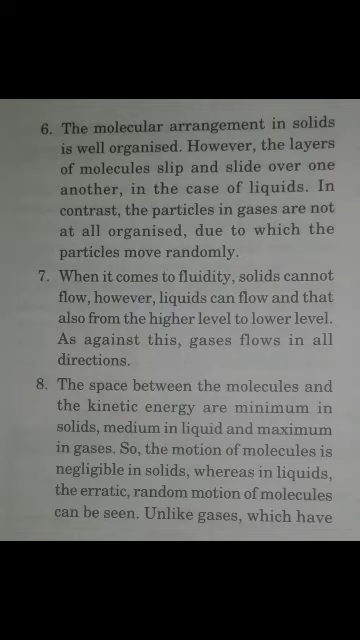 6. The molecular arrangement in solids
is well organised. However, the layers
of molecules slip and slide over one
another, in the case of liquids. In
contrast, the particles in gases are not
at all organised, due to which the
particles move randomly.
7. When it comes to fluidity, solids cannot
flow, however, liquids can flow and that
also from the higher level to lower level.
As against this, gases flows in all
directions.
8. The space between the molecules and
the kinetic energy are minimum in
solids, medium in liquid and maximum
in gases. So, the motion of molecules is
negligible in solids, whereas in liquids,
the erratic, random motion of molecules
can be seen. Unlike gases, which have